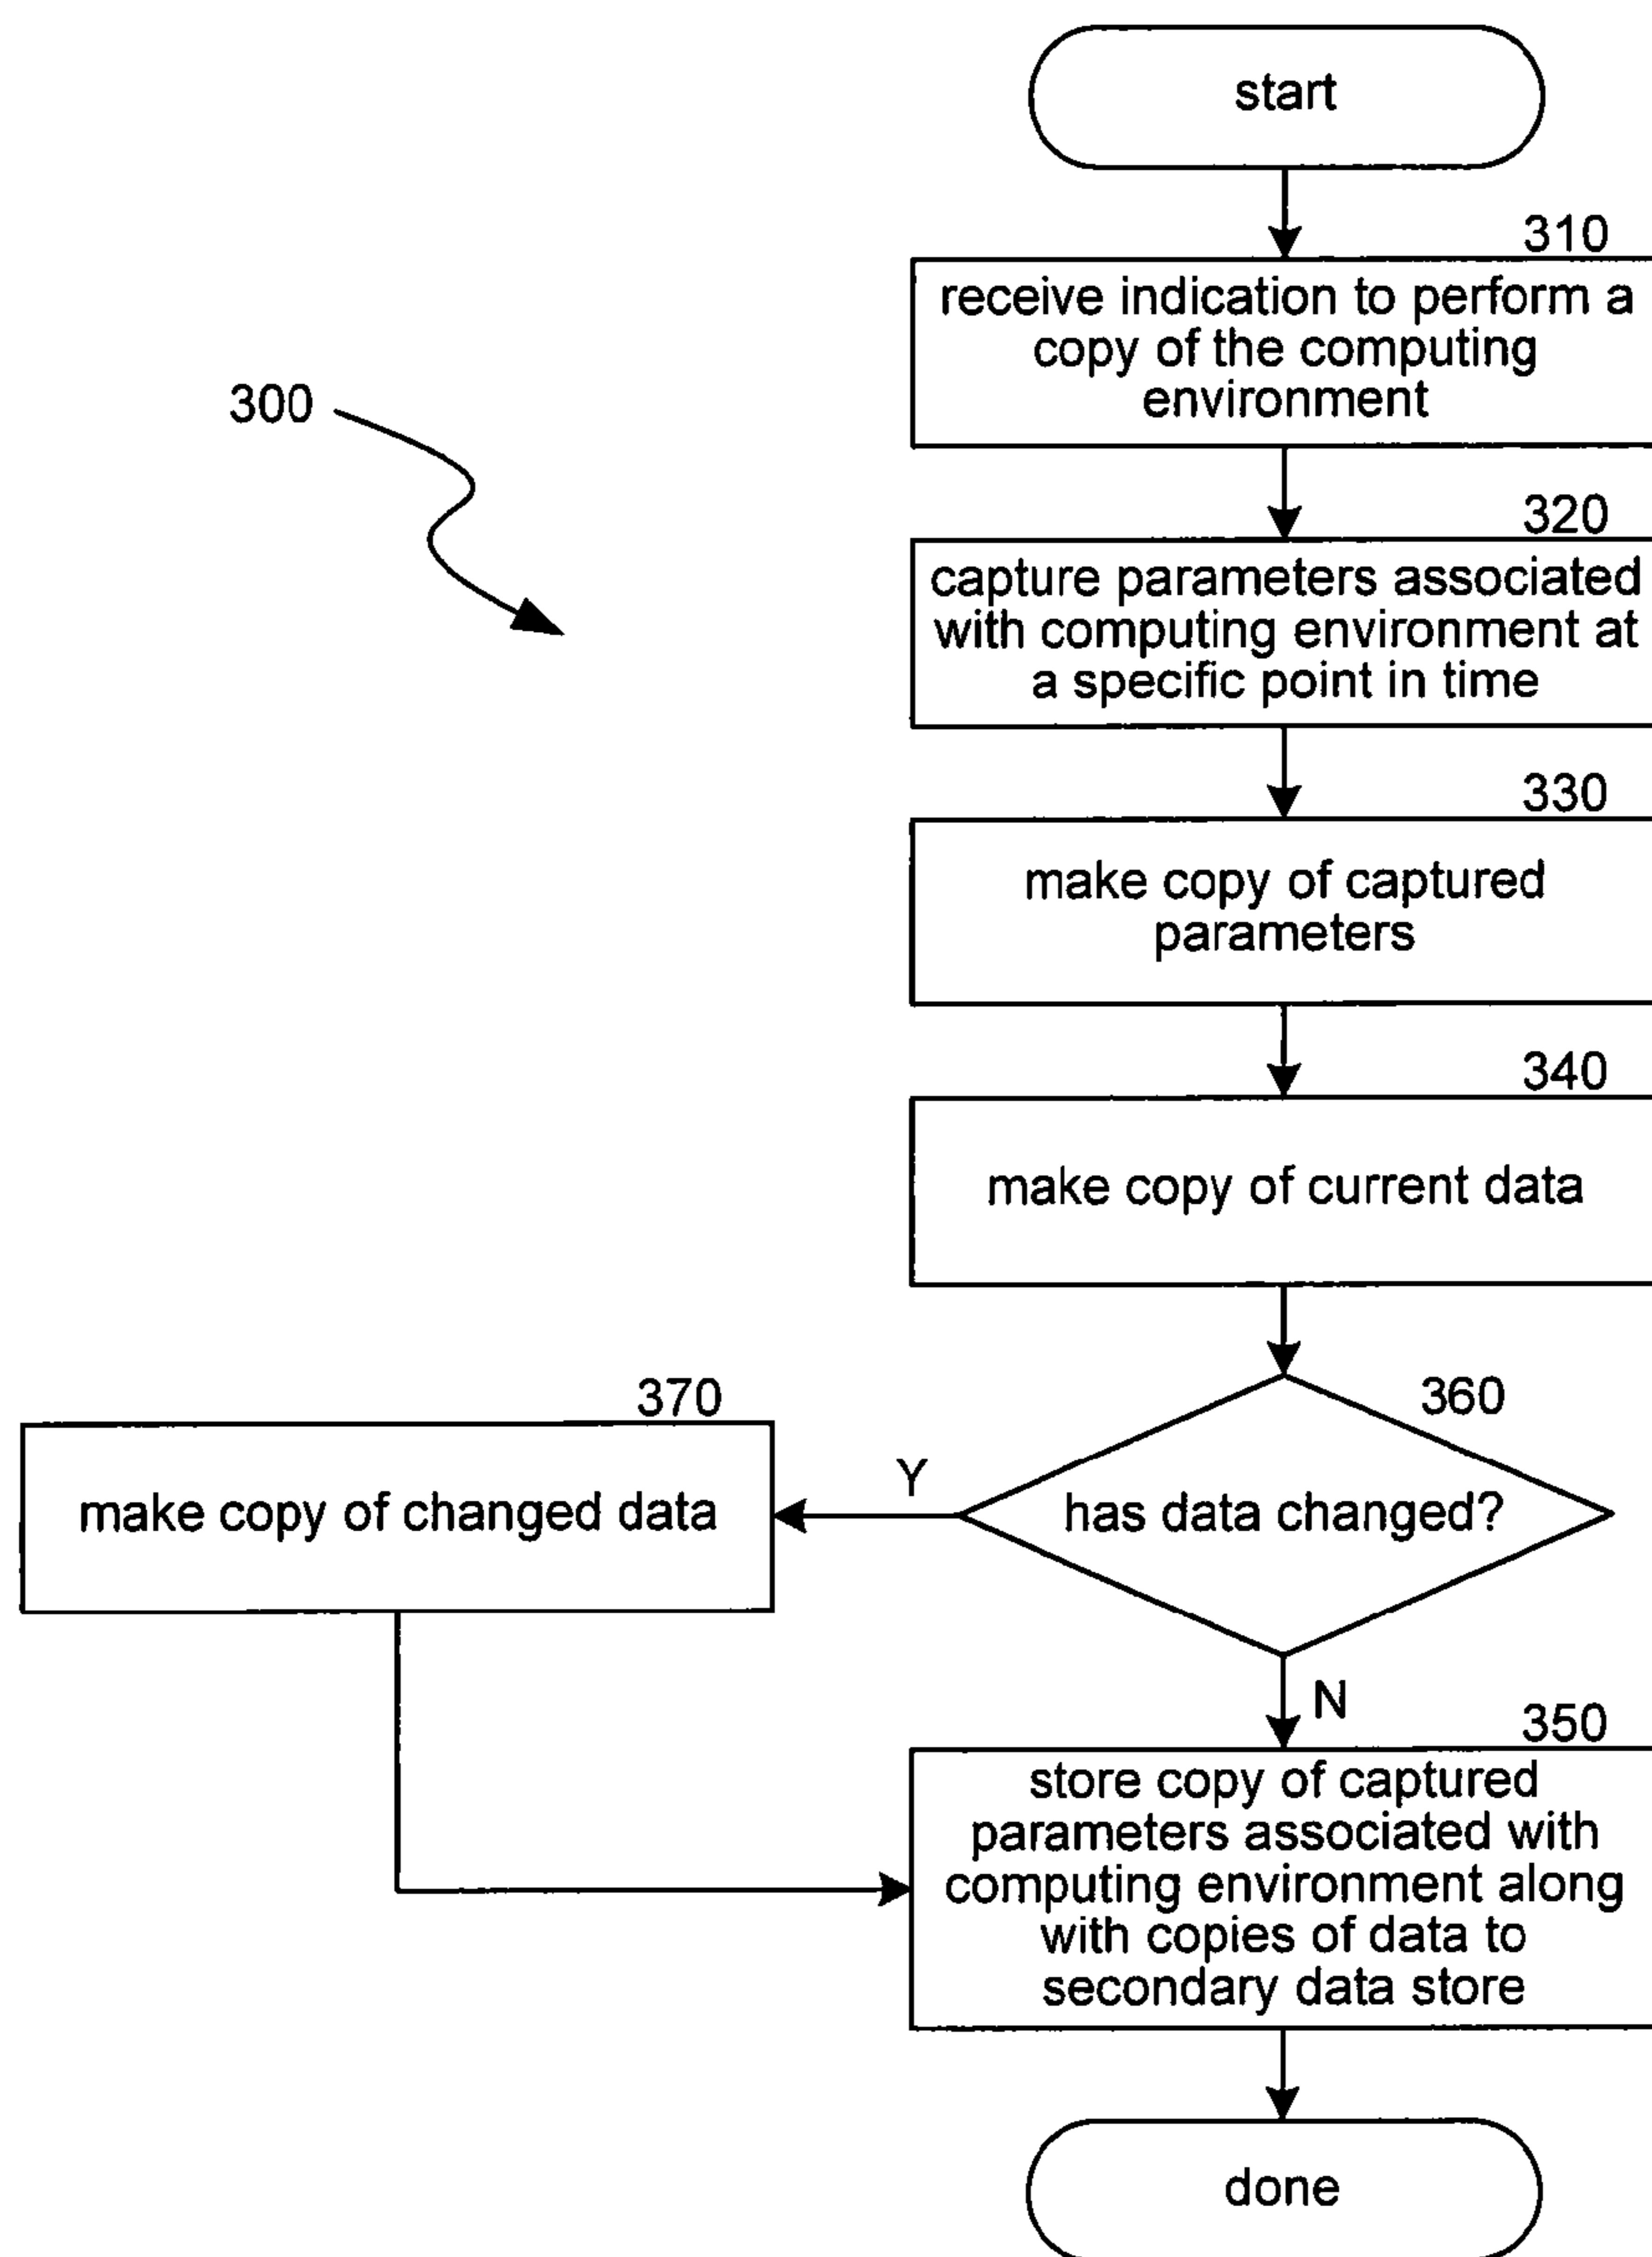 start
310
receive indication to perform a
copy of the computing
environment
300
320
capture parameters associated
with computing environment at
a specific point in time
330
make copy of captured
parameters
340
make copy of current data
370
360
make copy of changed data
Y
has data changed?
N
350
store copy of captured
parameters associated with
computing environment along
with copies of data to
secondary data store
done